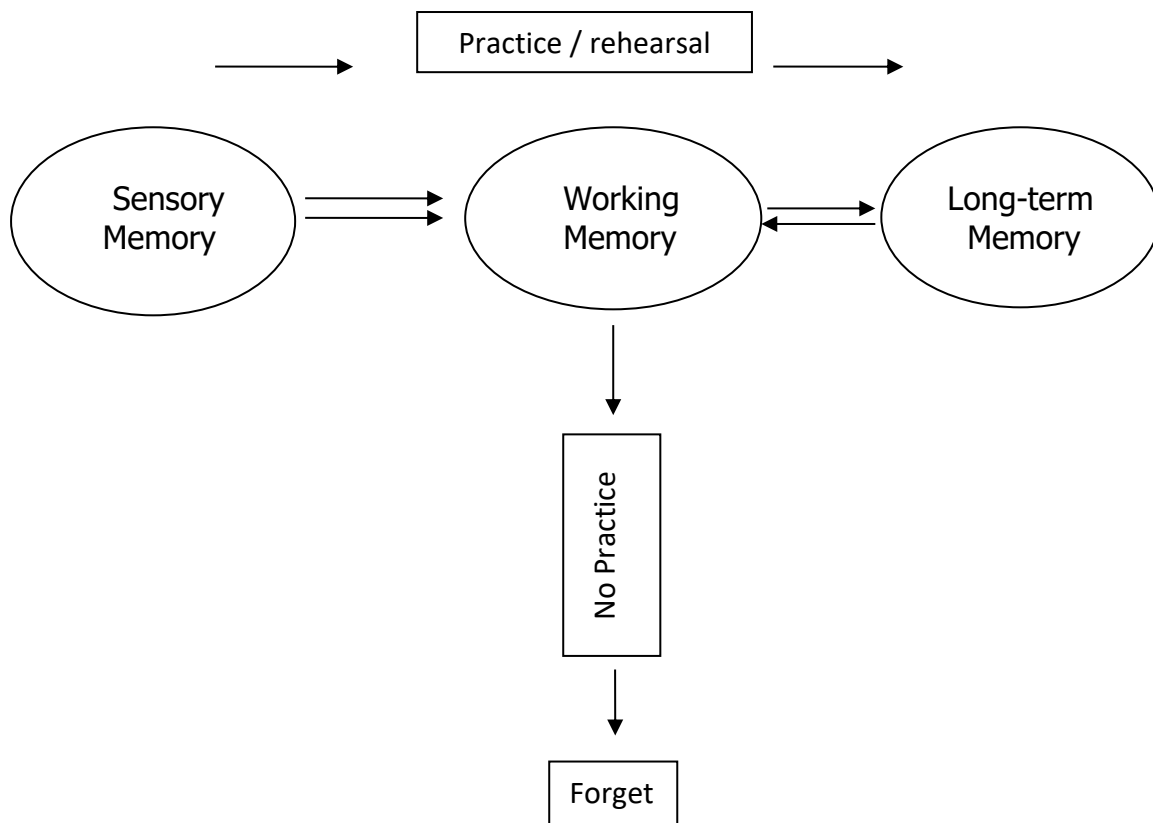 Practice / rehearsal
Sensory
Memory
Working
Memory
Long-term
Memory
No Practice
Forget